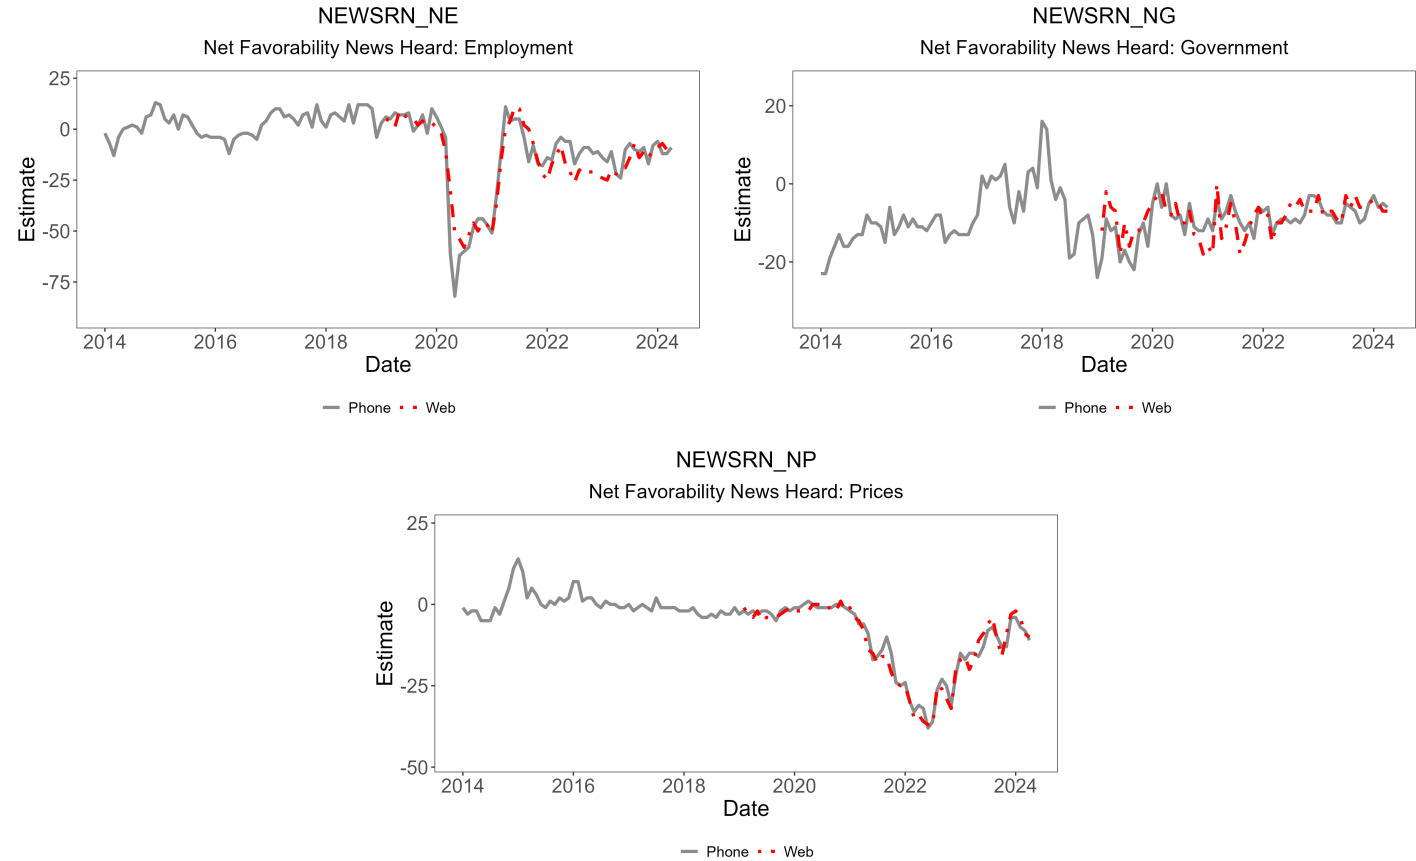 NEWSRN_NE
Net Favorability News Heard: Employment
Estimate
25
0
-25
-50
-75
2014 2016 2018 2020 2022 2024
Date
Phone Web
NEWSRN_NG
Net Favorability News Heard: Government
Estimate
20
0
-20
2014 2016 2018 2020 2022 2024
Date
Phone Web
NEWSRN_NP
Net Favorability News Heard: Prices
Estimate
25
0
-25
-50
2014 2016 2018 2020 2022 2024
Date
Phone Web